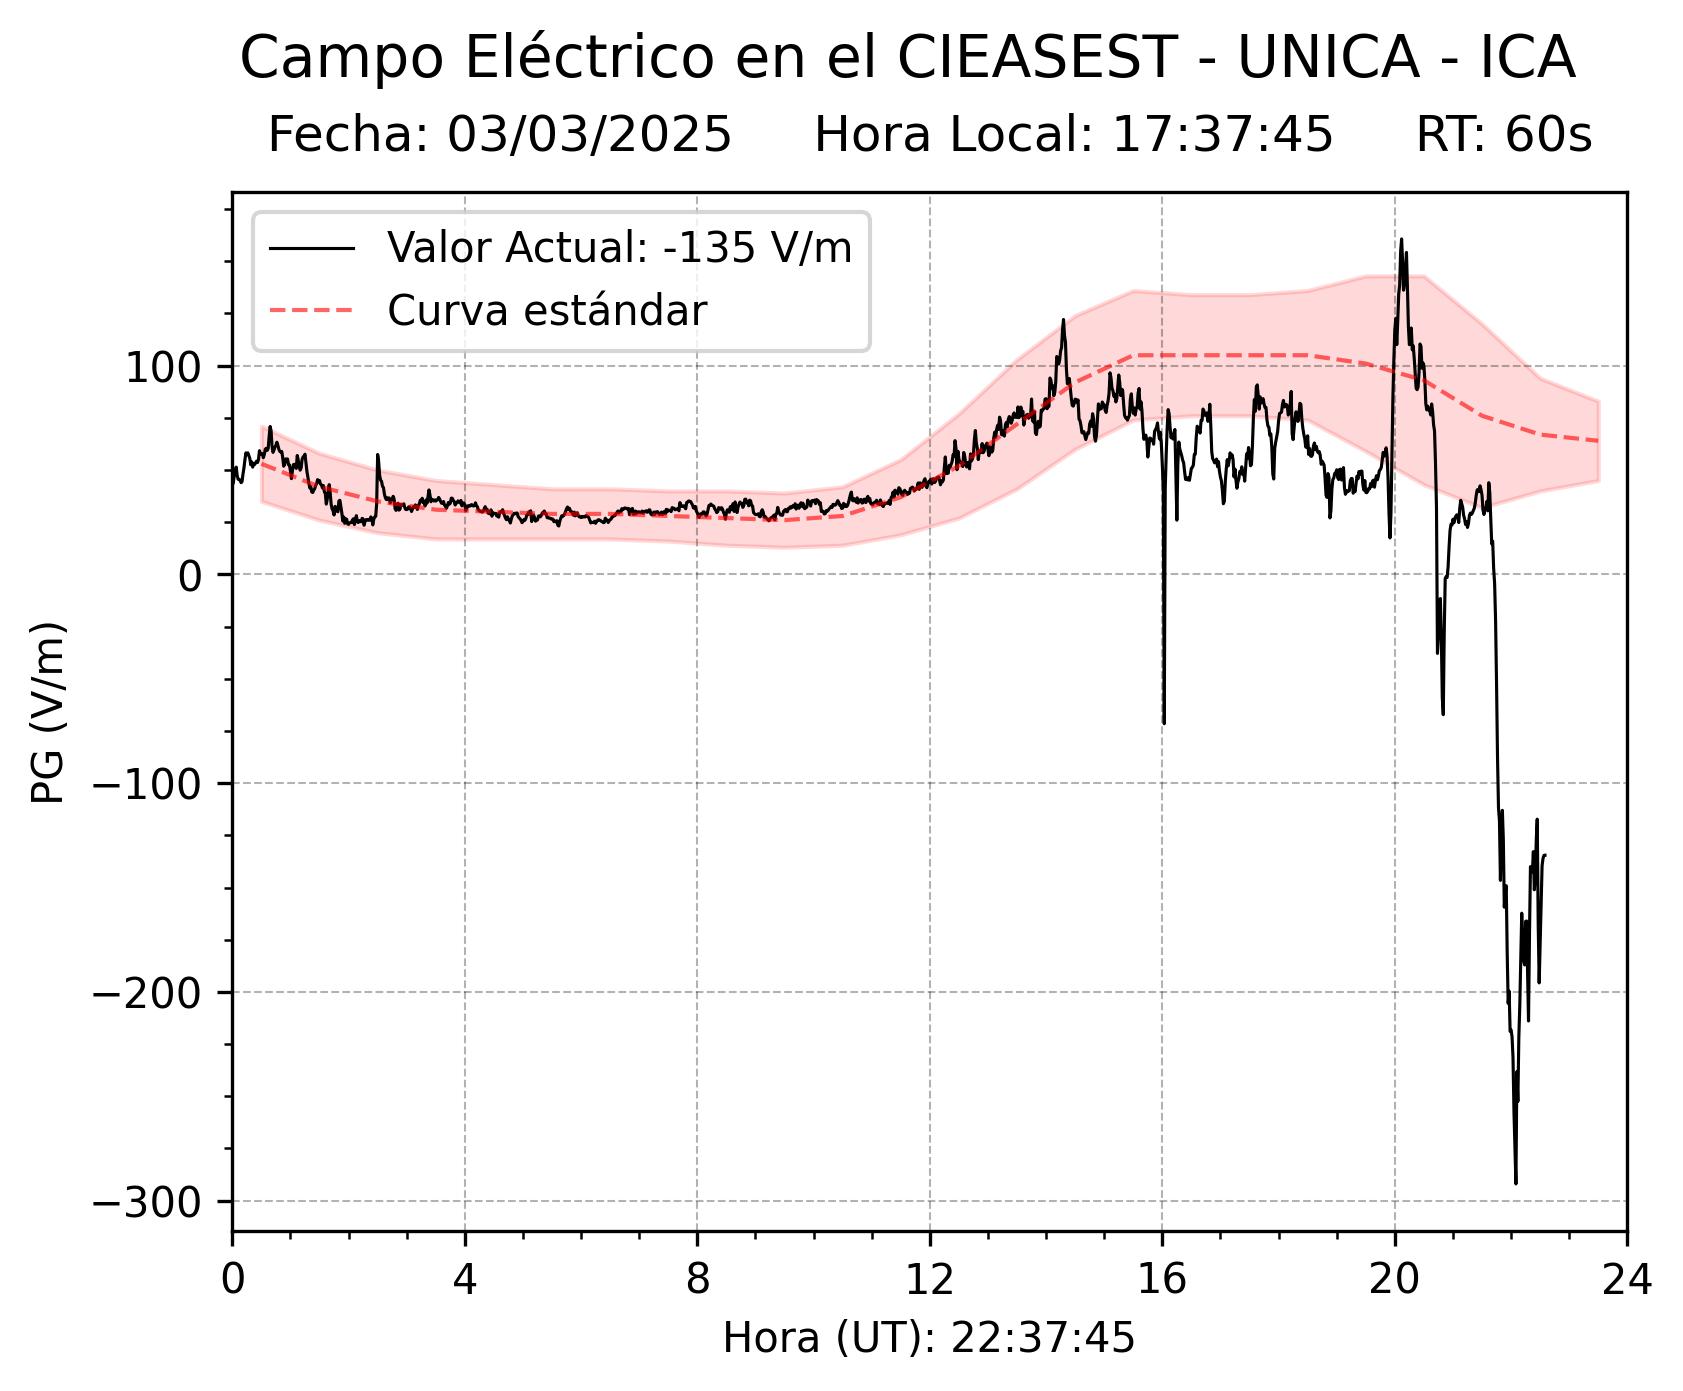 Campo Eléctrico en el CIEASEST - UNICA - ICA
Fecha: 03/03/2025 Hora Local: 17:37:45 RT: 60s
Valor Actual: -135 V/m
Curva estándar
100
0
−100
−200
−300
PG (V/m)
0 4 8 12 16 20 24
Hora (UT): 22:37:45